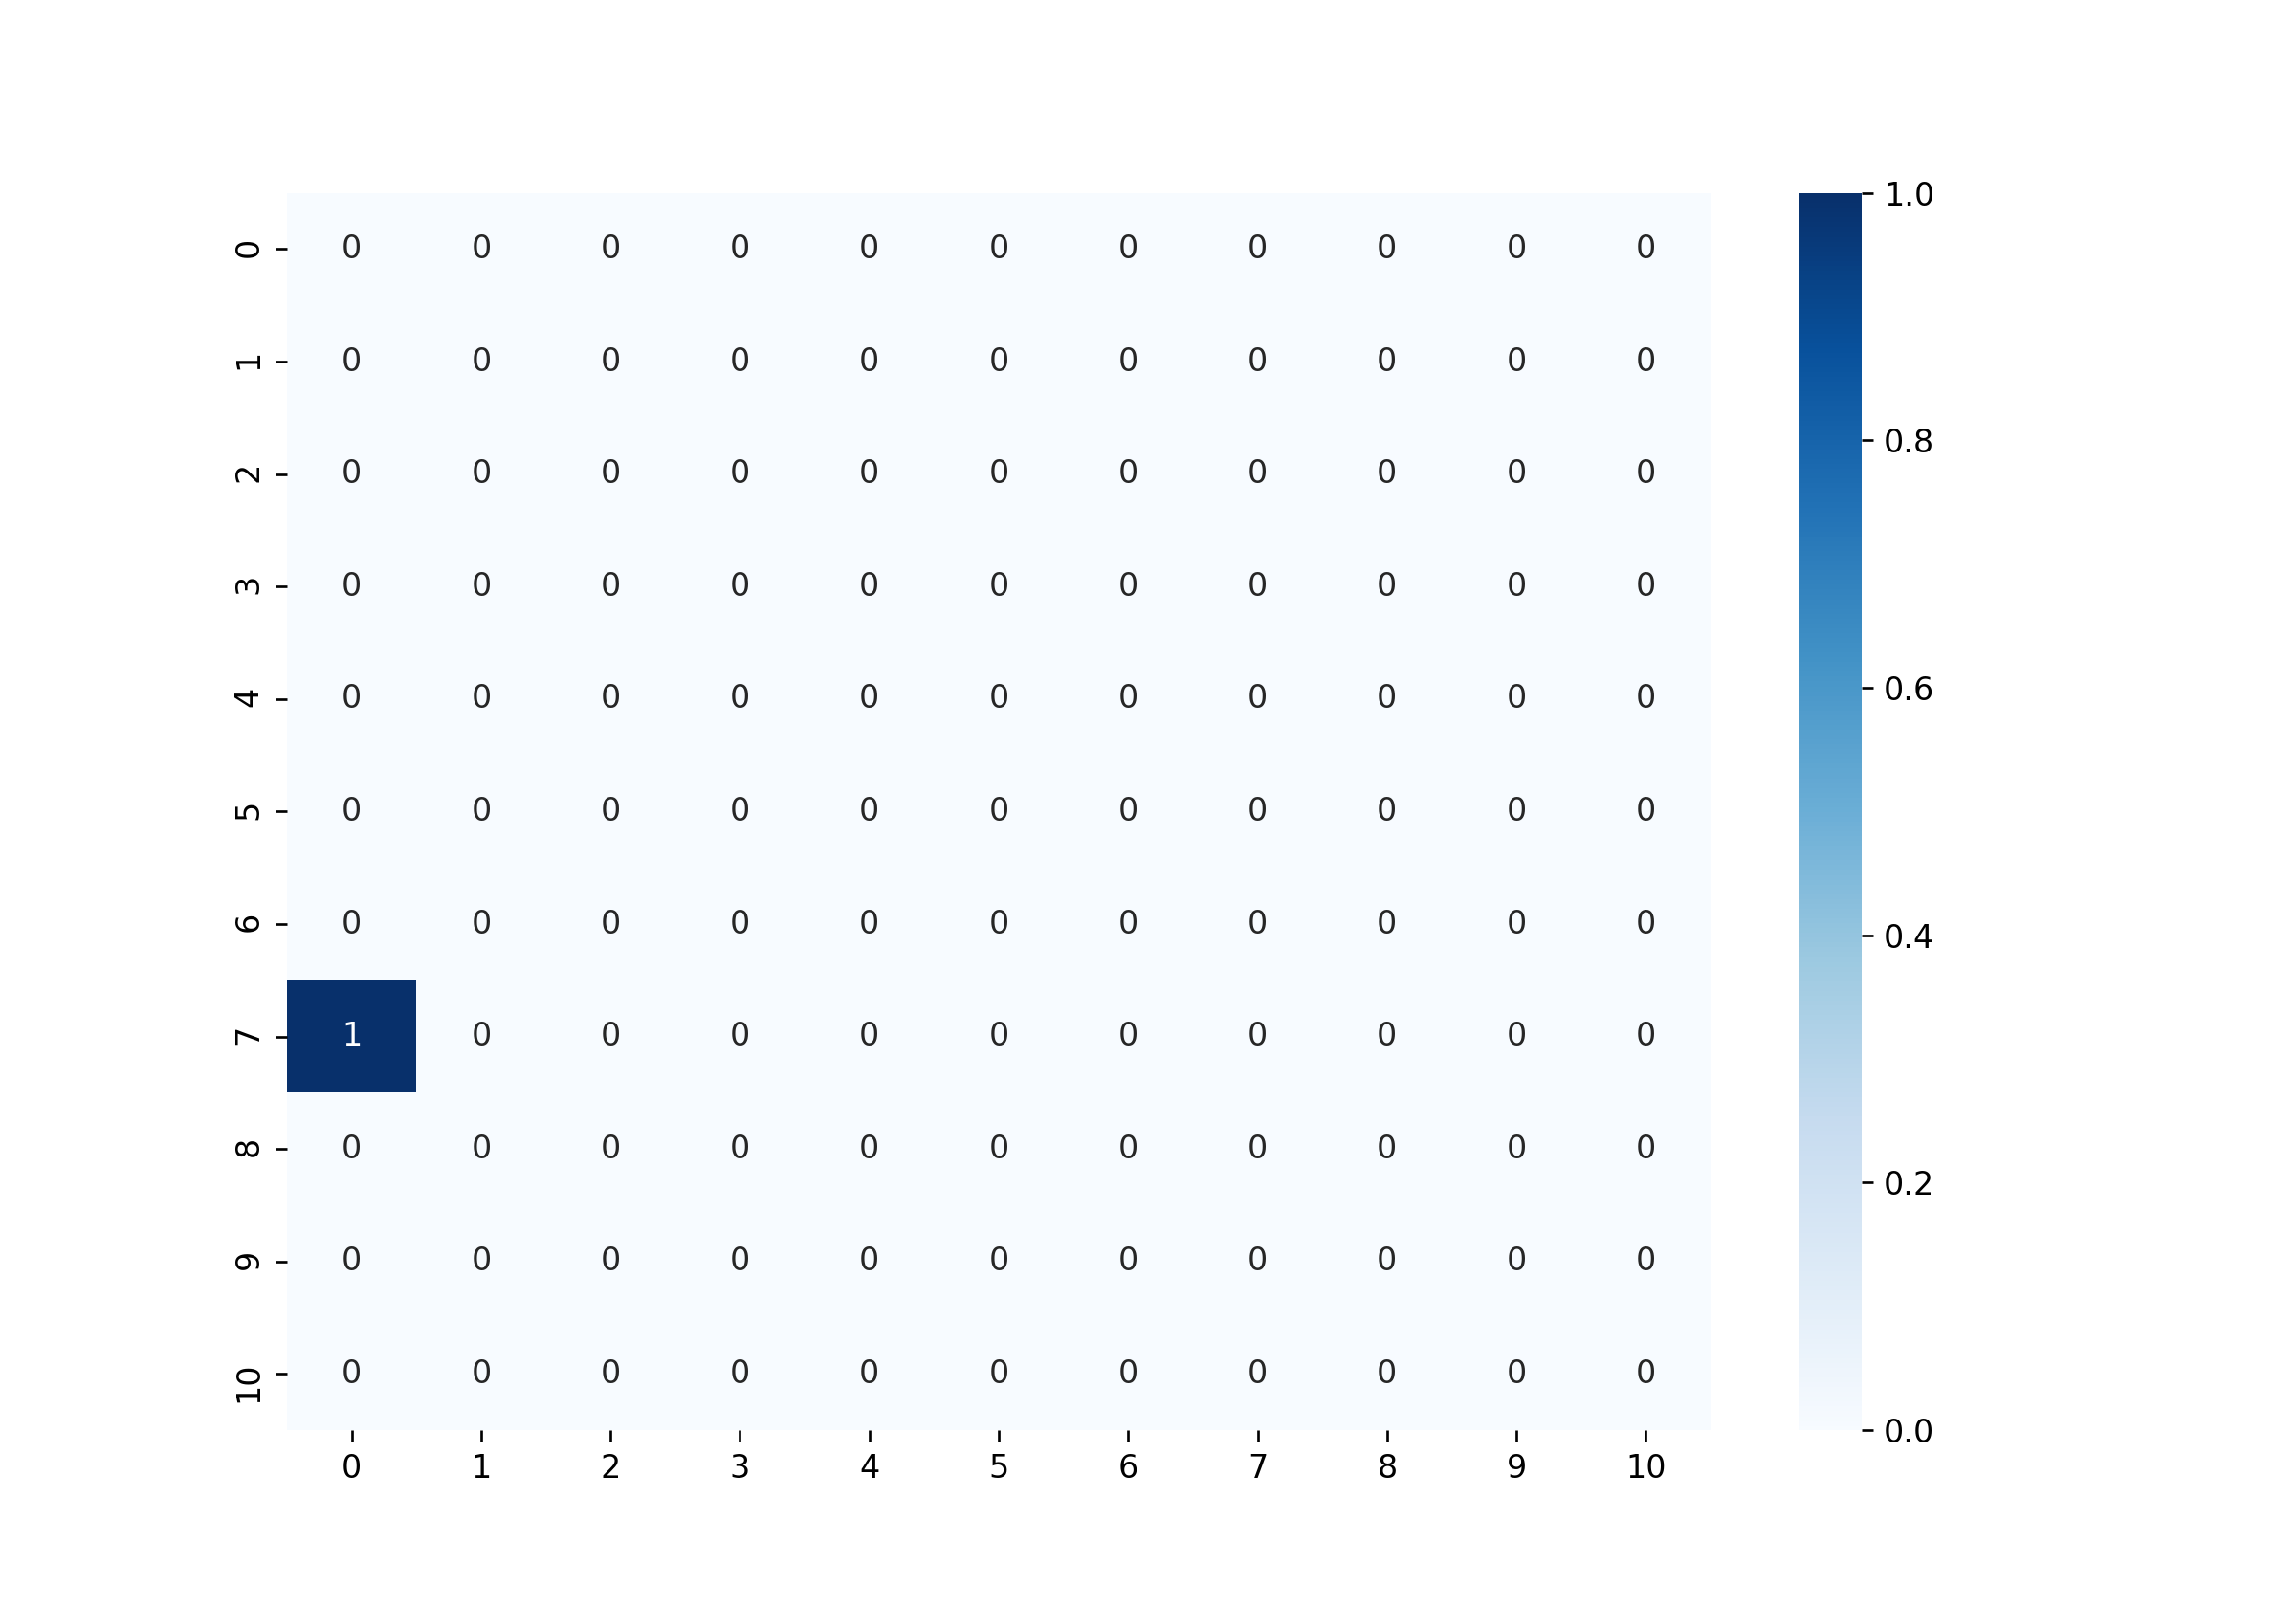 1.0
0 0 0 0 0 0 0 0 0 0 0 0
1 0 0 0 0 0 0 0 0 0 0 0
0.8
2 0 0 0 0 0 0 0 0 0 0 0
3 0 0 0 0 0 0 0 0 0 0 0
0.6
4 0 0 0 0 0 0 0 0 0 0 0
5 0 0 0 0 0 0 0 0 0 0 0
6 0 0 0 0 0 0 0 0 0 0 0
0.4
7 1 0 0 0 0 0 0 0 0 0 0
8 0 0 0 0 0 0 0 0 0 0 0
0.2
9 0 0 0 0 0 0 0 0 0 0 0
10 0 0 0 0 0 0 0 0 0 0 0
0.0
0 1 2 3 4 5 6 7 8 9 10